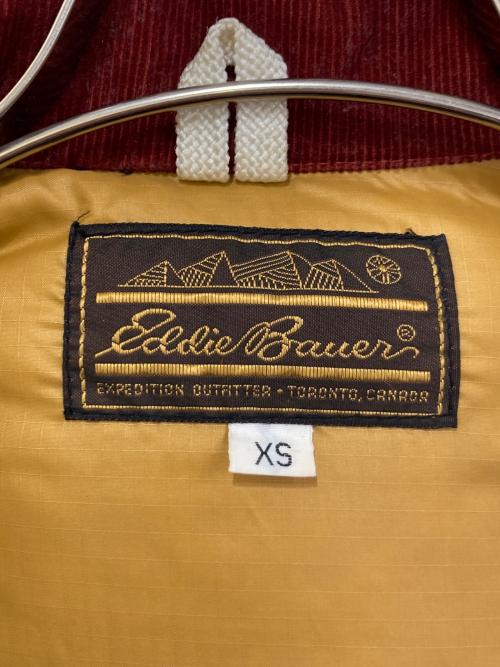 Eddie Bauer ®
EXPEDITION OUTFITTER • TORONTO, CANADA
XS